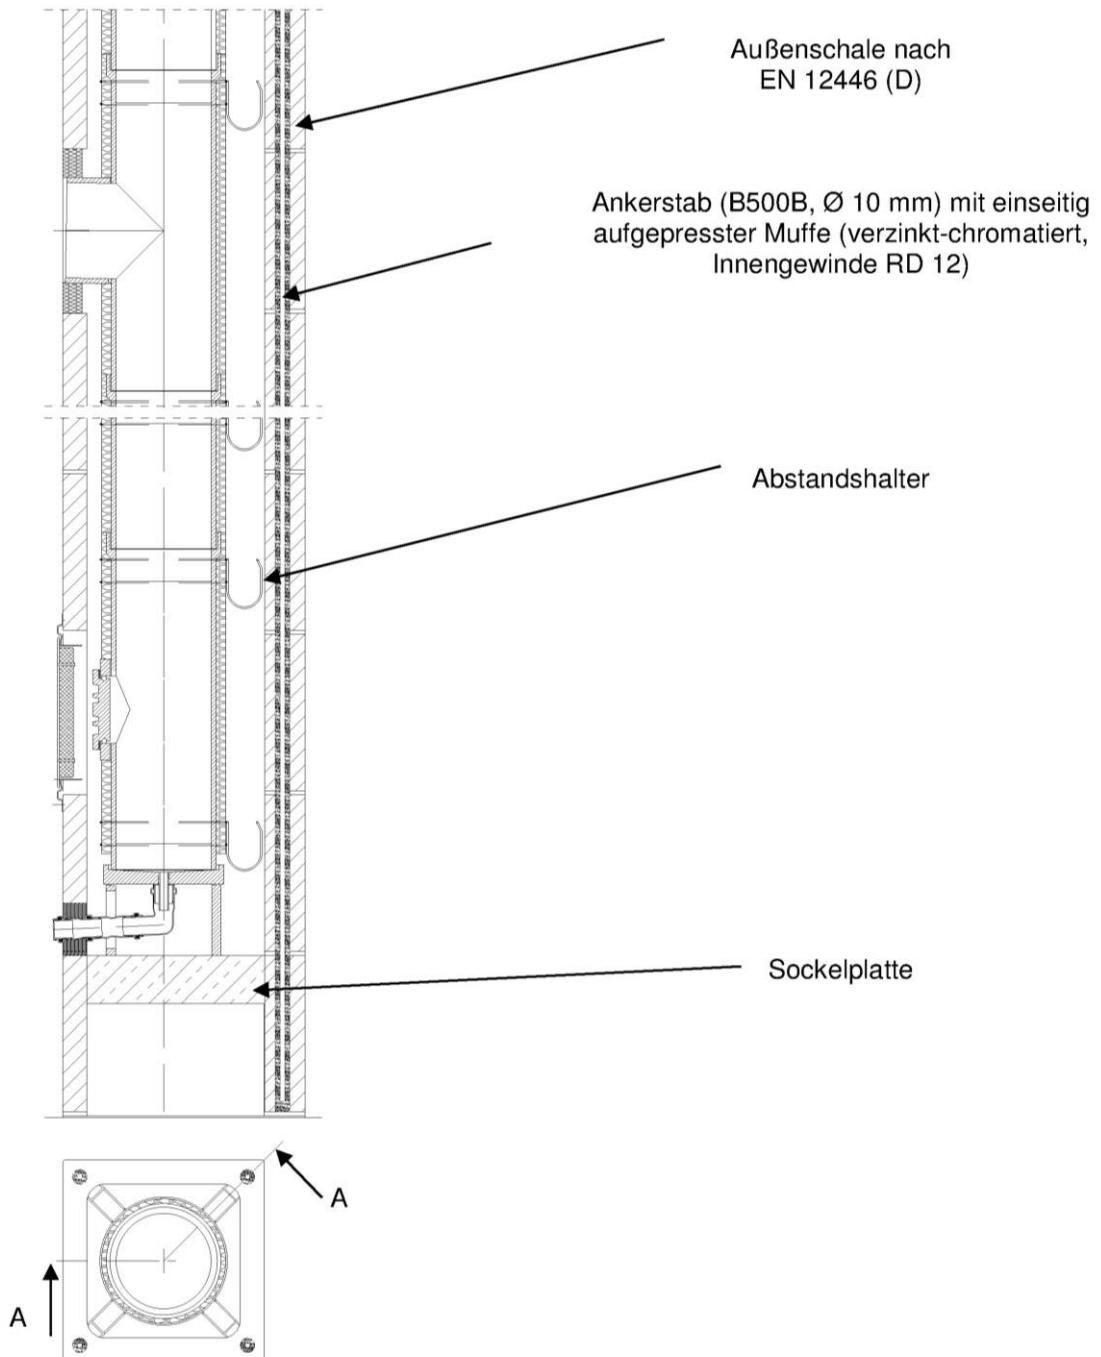 Außenschale nach
EN 12446 (D)
Ankerstab (B500B, Ø 10 mm) mit einseitig
aufgepresster Muffe (verzinkt-chromatiert,
Innengewinde RD 12)
Abstandshalter
Sockelplatte
A
A